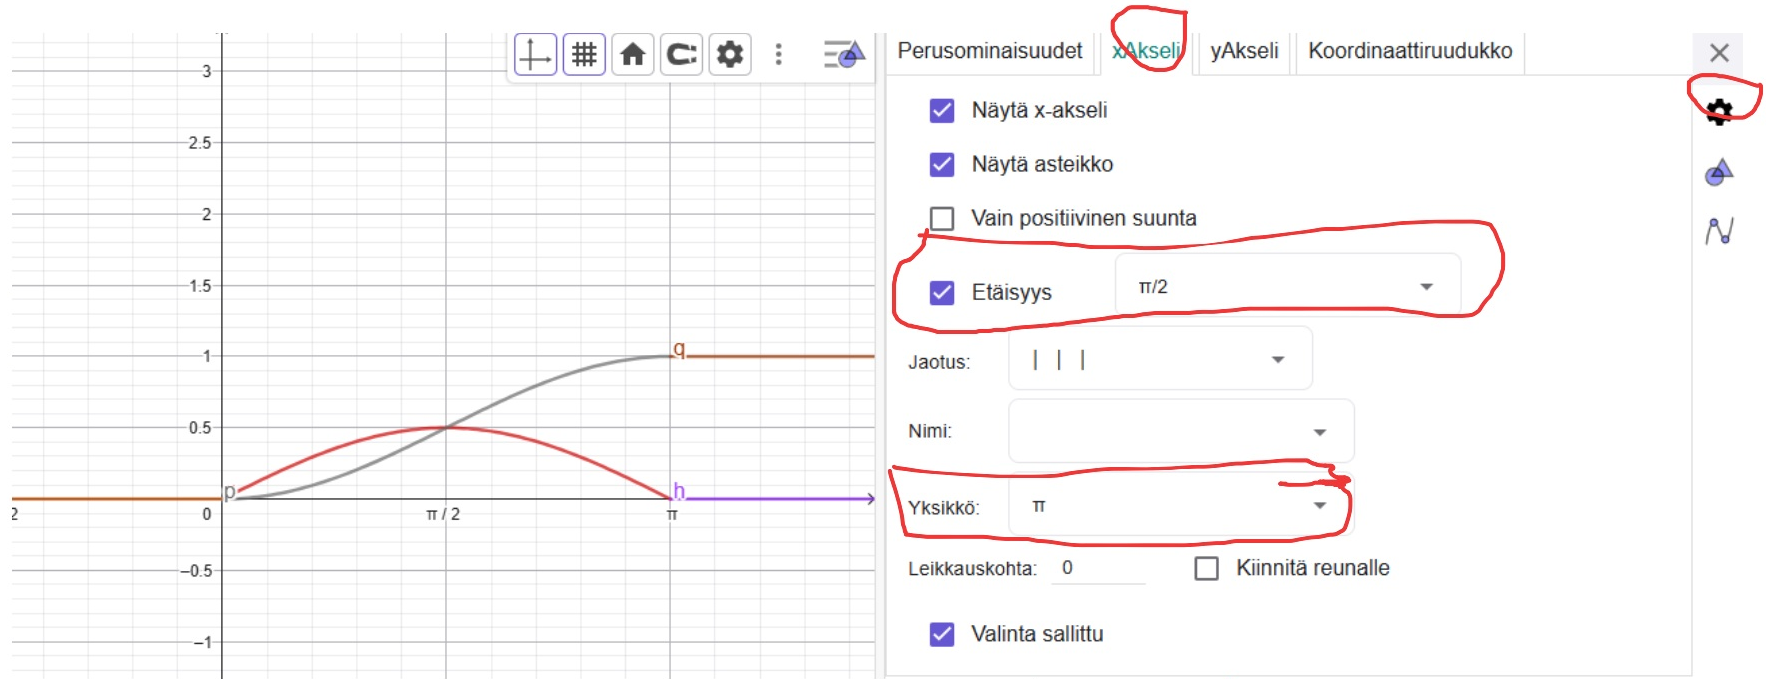 Perusominaisuudet xAkseli yAkseli Koordinaattiruudukko
Näytä x-akseli
Näytä asteikko
Vain positiivinen suunta
Etäisyys π/2
Jaotus: | | |
Nimi:
Yksikkö: π
Leikkauskohta: 0 Kiinnitä reunalle
Valinta sallittu
3
2.5
2
1.5
1
q
0.5
p
h
2 0 π / 2 π
–0.5
–1